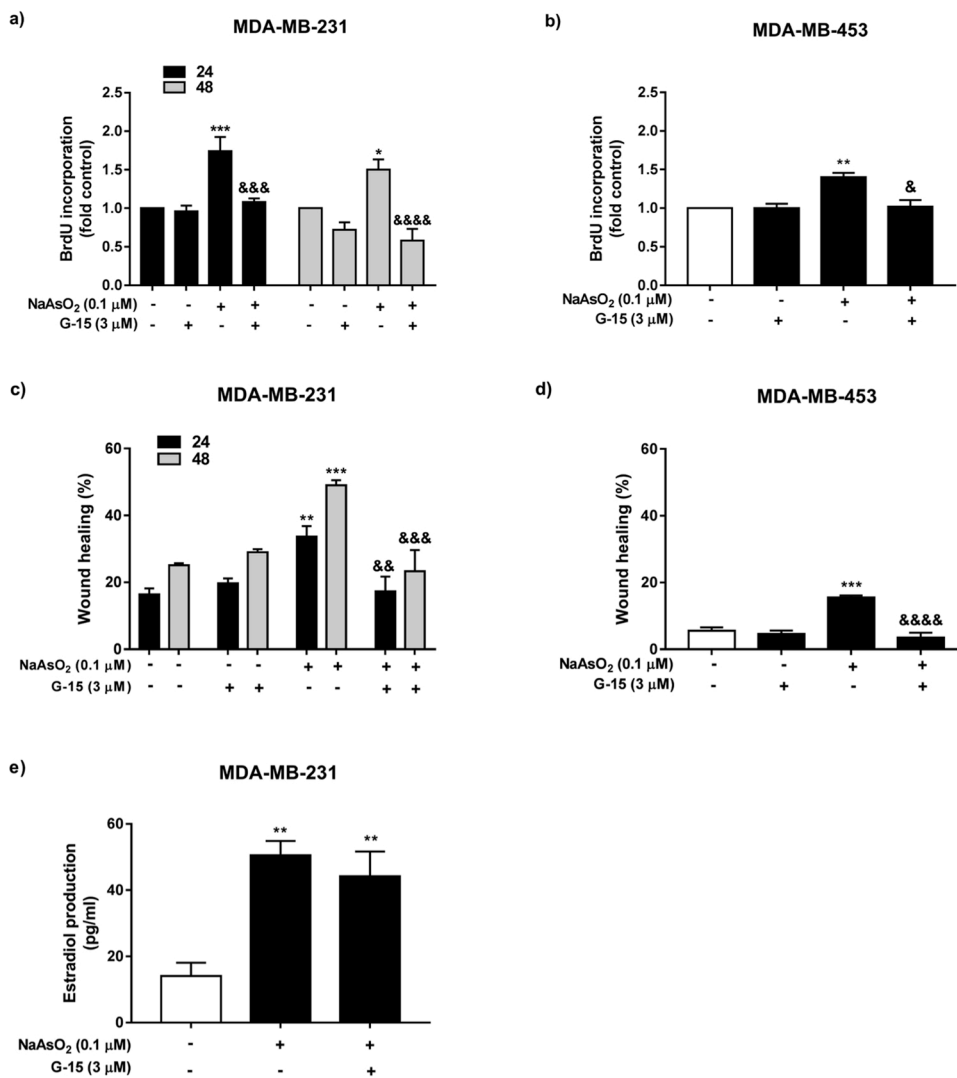 a)
MDA-MB-231
24
48
BrdU incorporation
(fold control)
2.5
2.0
1.5
1.0
0.5
0.0
***
&&&
*
&&&&
NaAsO₂ (0.1 µM) - - + + - - + +
G-15 (3 µM) - + - + - + - +
b)
MDA-MB-453
BrdU incorporation
(fold control)
2.5
2.0
1.5
1.0
0.5
0.0
**
&
NaAsO₂ (0.1 µM) - - + +
G-15 (3 µM) - + - +
c)
MDA-MB-231
24
48
Wound healing (%)
60
40
20
0
**
***
&&
&&&
NaAsO₂ (0.1 µM) - - - - + + + +
G-15 (3 µM) - - + + - - + +
d)
MDA-MB-453
Wound healing (%)
60
40
20
0
***
&&&&
NaAsO₂ (0.1 µM) - - + +
G-15 (3 µM) - + - +
e)
MDA-MB-231
Estradiol production
(pg/ml)
60
40
20
0
**
**
NaAsO₂ (0.1 µM) - + +
G-15 (3 µM) - - +